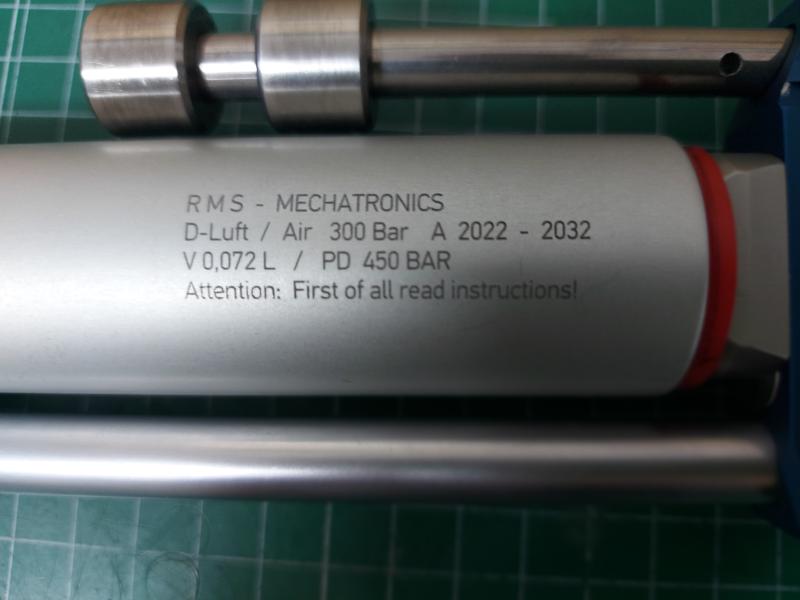 RMS - MECHATRONICS
D-Luft / Air 300 Bar A 2022 - 2032
V 0,072 L / PD 450 BAR
Attention: First of all read instructions!